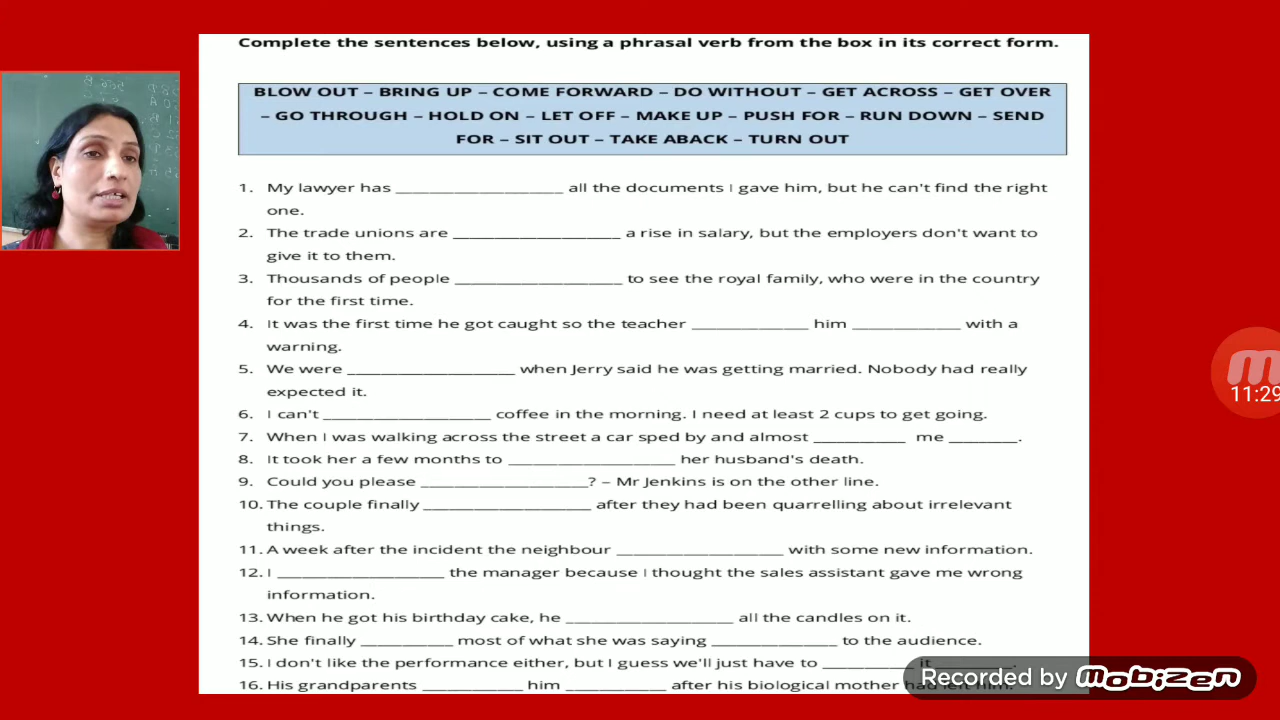 Complete the sentences below, using a phrasal verb from the box in its correct form.
BLOW OUT – BRING UP – COME FORWARD – DO WITHOUT – GET ACROSS – GET OVER
– GO THROUGH – HOLD ON – LET OFF – MAKE UP – PUSH FOR – RUN DOWN – SEND
FOR – SIT OUT – TAKE ABACK – TURN OUT
1. My lawyer has ____________________ all the documents I gave him, but he can't find the right
one.
2. The trade unions are ____________________ a rise in salary, but the employers don't want to
give it to them.
3. Thousands of people ____________________ to see the royal family, who were in the country
for the first time.
4. It was the first time he got caught so the teacher ______________ him _____________ with a
warning.
5. We were ____________________ when Jerry said he was getting married. Nobody had really
expected it.
6. I can't ____________________ coffee in the morning. I need at least 2 cups to get going.
7. When I was walking across the street a car sped by and almost ___________ me ________.
8. It took her a few months to ____________________ her husband's death.
9. Could you please ____________________? – Mr Jenkins is on the other line.
10. The couple finally ____________________ after they had been quarrelling about irrelevant
things.
11. A week after the incident the neighbour ____________________ with some new information.
12. I ____________________ the manager because I thought the sales assistant gave me wrong
information.
13. When he got his birthday cake, he ____________________ all the candles on it.
14. She finally ___________ most of what she was saying _______________ to the audience.
15. I don't like the performance either, but I guess we'll just have to ___________ it _________.
16. His grandparents ____________ him ____________ after his biological mother had left him.
11:29
Recorded by mobizen